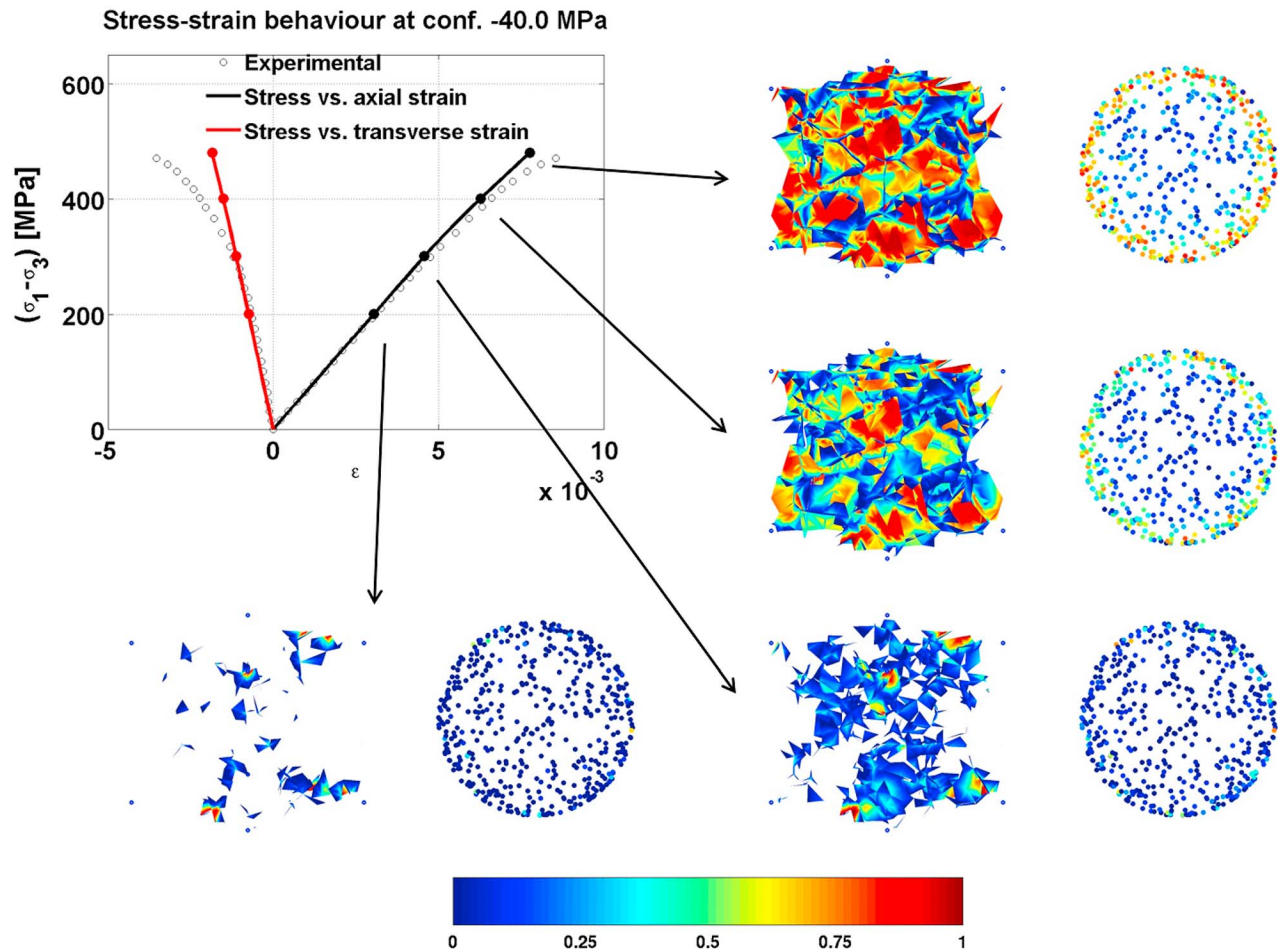 Stress-strain behaviour at conf. -40.0 MPa
Experimental
Stress vs. axial strain
Stress vs. transverse strain
(σ1-σ3) [MPa]
600
400
200
0
-5
0
5
10
ε
x 10-3
0
0.25
0.5
0.75
1